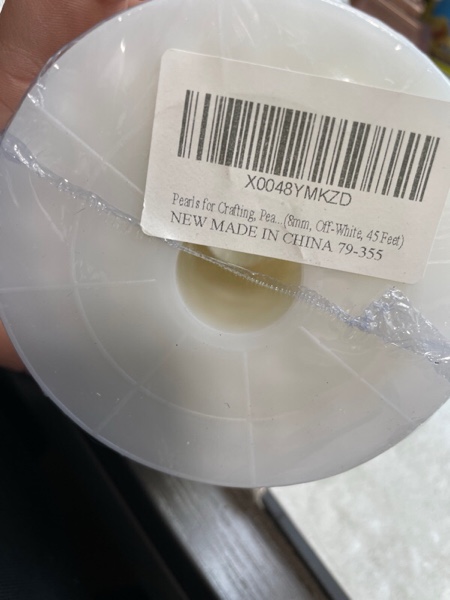 X0048YMKZD
Pearls for Crafting, Pea...(8mm, Off-White, 45 Feet)
NEW MADE IN CHINA 79-355